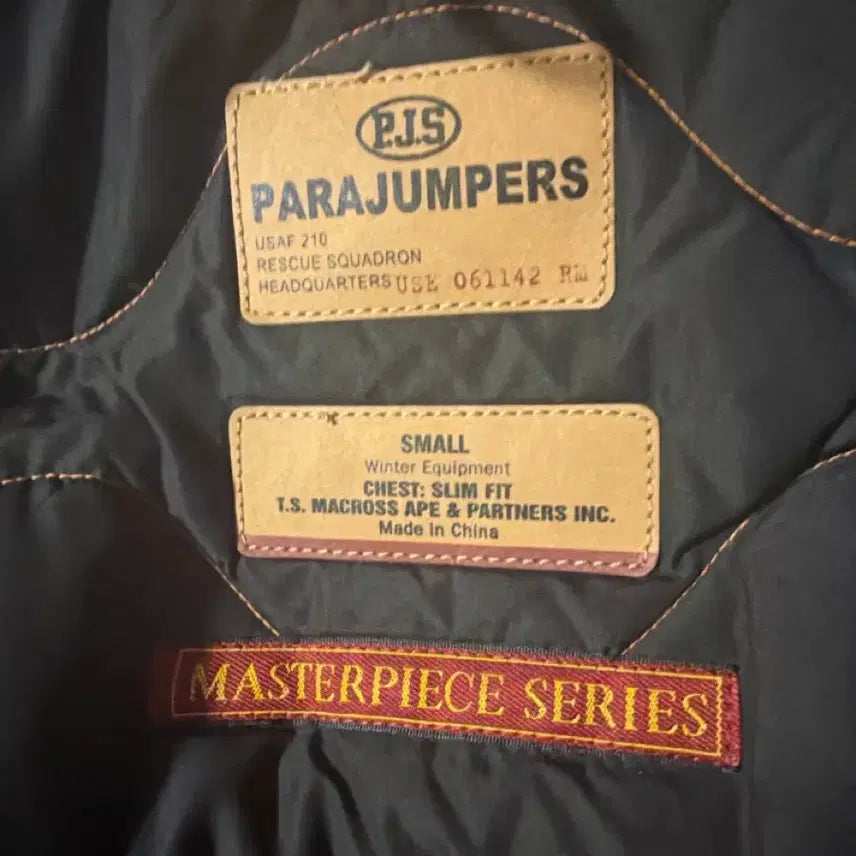 P.J.S
PARAJUMPERS
USAF 210
RESCUE SQUADRON
HEADQUARTERS USE 061142 RM
SMALL
Winter Equipment
CHEST: SLIM FIT
T.S. MACROSS APE & PARTNERS INC.
Made in China
MASTERPIECE SERIES